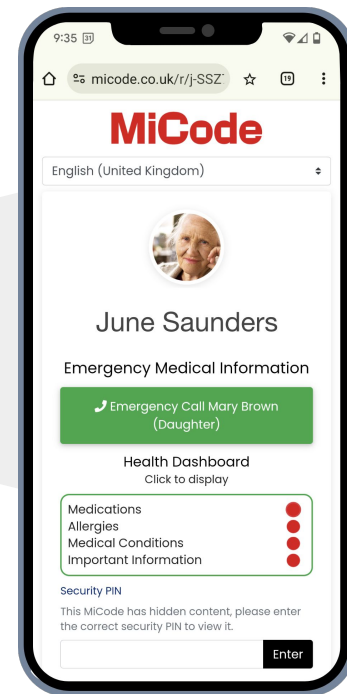 9:35 31
micode.co.uk/r/j-SSZ
19
MiCode
English (United Kingdom)
June Saunders
Emergency Medical Information
Emergency Call Mary Brown
(Daughter)
Health Dashboard
Click to display
Medications
Allergies
Medical Conditions
Important Information
Security PIN
This MiCode has hidden content, please enter
the correct security PIN to view it.
Enter